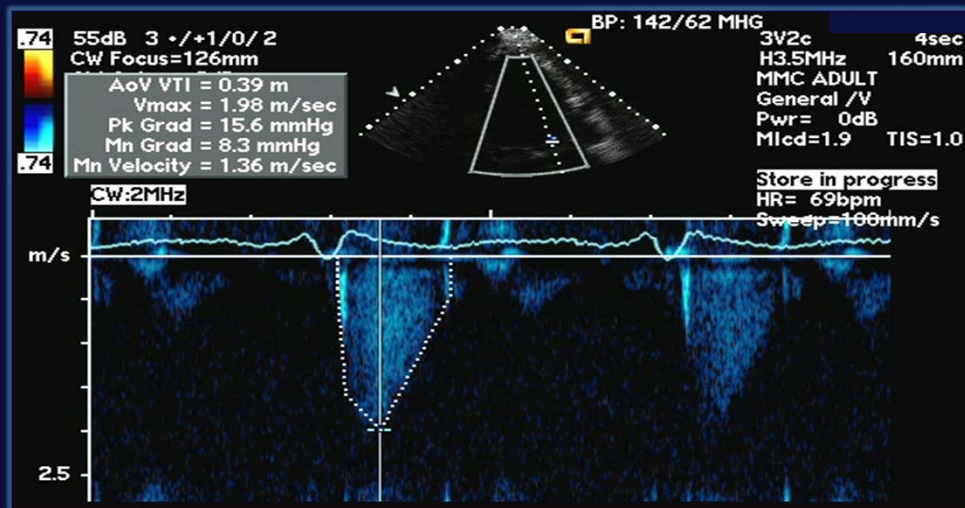 BP: 142/62 MHG
.74
.74
55dB 3 •/+1/0/ 2
CW Focus=126mm
AoV VTI = 0.39 m
Vmax = 1.98 m/sec
Pk Grad = 15.6 mmHg
Mn Grad = 8.3 mmHg
Mn Velocity = 1.36 m/sec
CW:2MHz
3V2c 4sec
H3.5MHz 160mm
MMC ADULT
General /V
Pwr= 0dB
MIcd=1.9 TIS=1.0
Store in progress
HR= 69bpm
Sweep=100mm/s
m/s
2.5